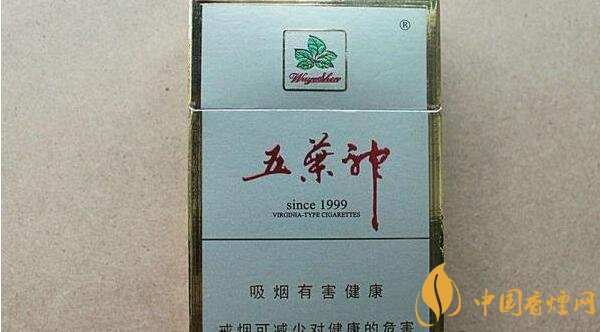 ®
Wuyeshen
五葉神
since 1999
VIRGINIA-TYPE CIGARETTES
吸烟有害健康
戒烟可减少对健康的危害
中国香烟网